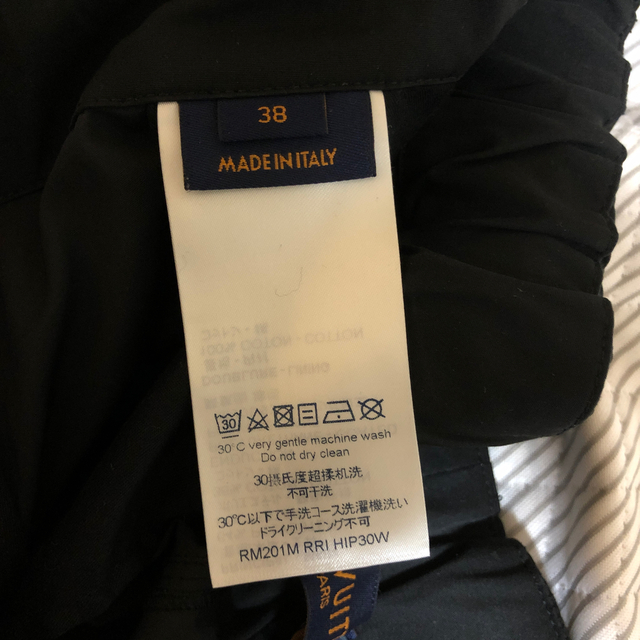 38
MADE IN ITALY
30
30°C very gentle machine wash
Do not dry clean
30摄氏度超柔机洗
不可干洗
30℃以下で手洗コース洗濯機洗い
ドライクリーニング不可
RM201M RRI HIP30W
VUIT